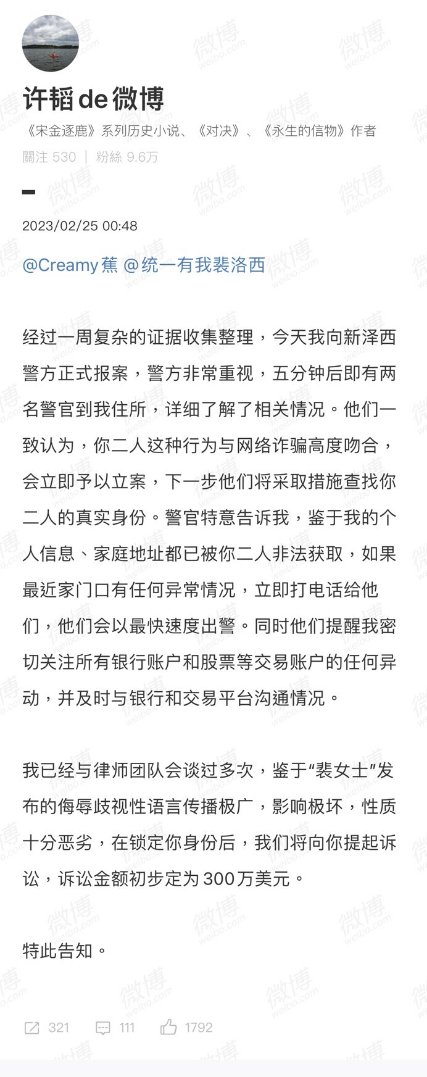 许韬de微博
《宋金逐鹿》系列历史小说、《对决》、《永生的信物》作者
關注 530 | 粉絲 9.6万
2023/02/25 00:48
@Creamy蕉 @统一有我裴洛西
经过一周复杂的证据收集整理，今天我向新泽西
警方正式报案，警方非常重视，五分钟后即有两
名警官到我住所，详细了解了相关情况。他们一
致认为，你二人这种行为与网络诈骗高度吻合，
会立即予以立案，下一步他们将采取措施查找你
二人的真实身份。警官特意告诉我，鉴于我的个
人信息、家庭地址都已被你二人非法获取，如果
最近家门口有任何异常情况，立即打电话给他
们，他们会以最快速度出警。同时他们提醒我密
切关注所有银行账户和股票等交易账户的任何异
动，并及时与银行和交易平台沟通情况。
我已经与律师团队会谈过多次，鉴于“裴女士”发
布的侮辱歧视性语言传播极广，影响极坏，性质
十分恶劣，在锁定你身份后，我们将向你提起诉
讼，诉讼金额初步定为300万美元。
特此告知。
321 111 1792